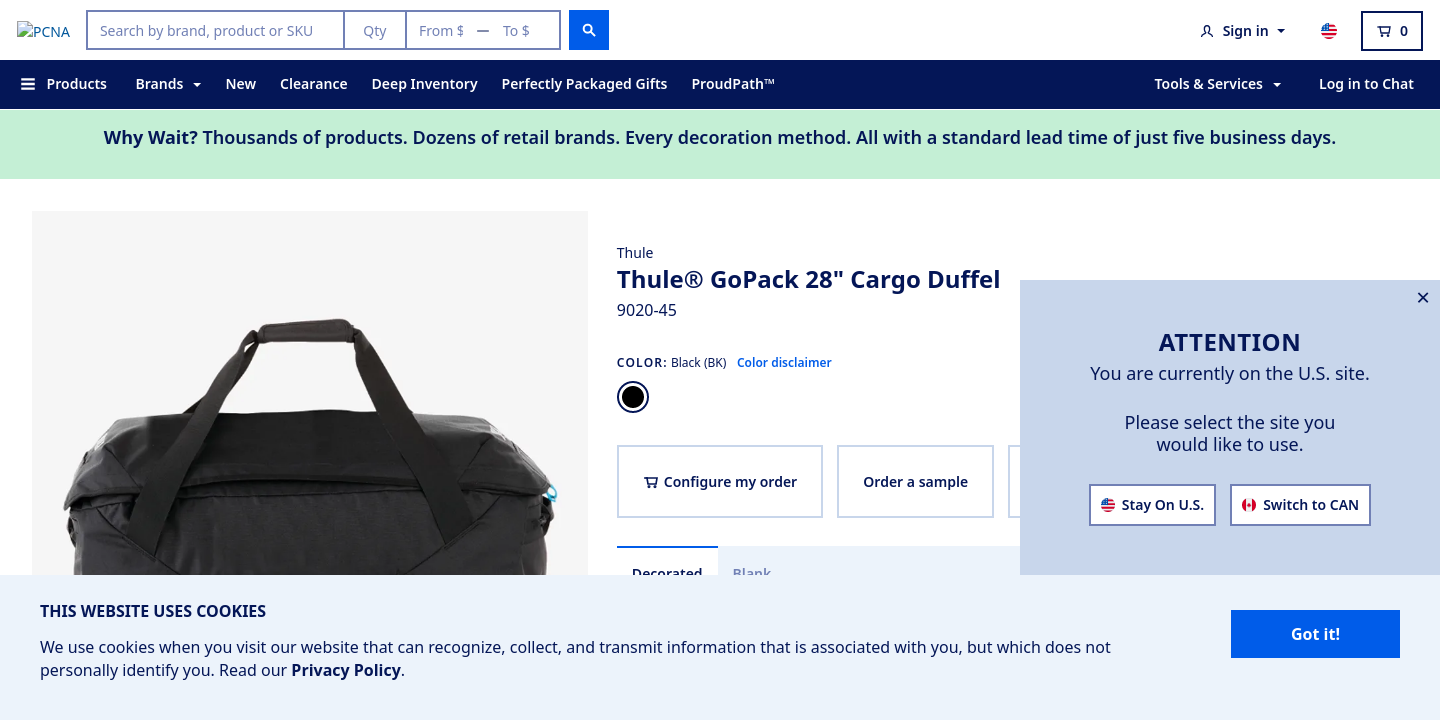 PCNA
Search by brand, product or SKU
Qty
From $
To $
Sign in
0
Products
Brands
New
Clearance
Deep Inventory
Perfectly Packaged Gifts
ProudPath™
Tools & Services
Log in to Chat
Why Wait? Thousands of products. Dozens of retail brands. Every decoration method. All with a standard lead time of just five business days.
Thule
Thule® GoPack 28" Cargo Duffel
9020-45
COLOR: Black (BK) Color disclaimer
Configure my order
Order a sample
Decorated
Blank
ATTENTION
You are currently on the U.S. site.
Please select the site you
would like to use.
Stay On U.S.
Switch to CAN
THIS WEBSITE USES COOKIES
We use cookies when you visit our website that can recognize, collect, and transmit information that is associated with you, but which does not
personally identify you. Read our Privacy Policy.
Got it!